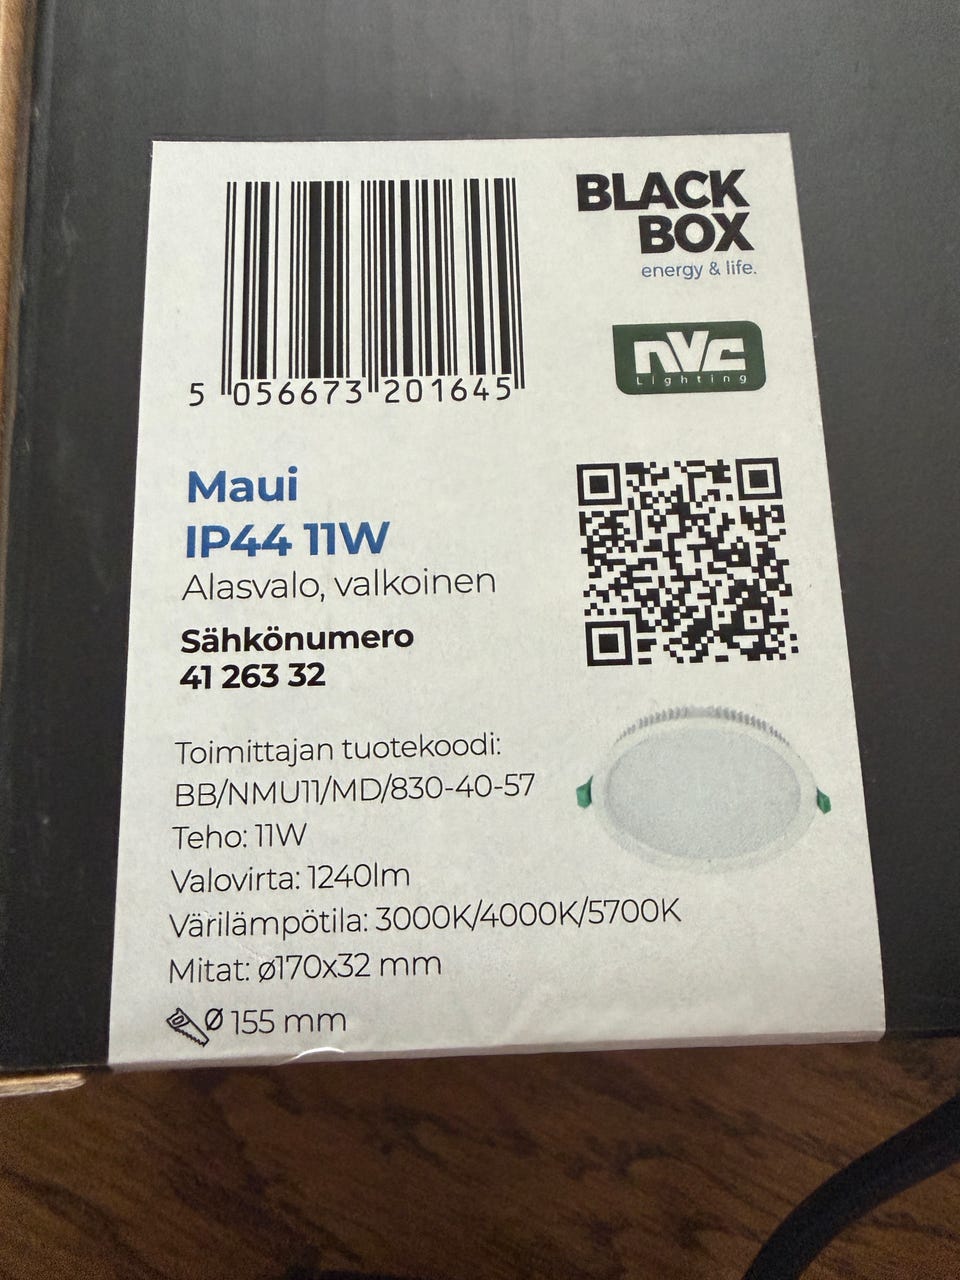 BLACK
BOX
energy & life.
nvc
Lighting
5 056673 201645
Maui
IP44 11W
Alasvalo, valkoinen
Sähkönumero
41 263 32
Toimittajan tuotekoodi:
BB/NMU11/MD/830-40-57
Teho: 11W
Valovirta: 1240lm
Värilämpötila: 3000K/4000K/5700K
Mitat: ø170x32 mm
Ø 155 mm